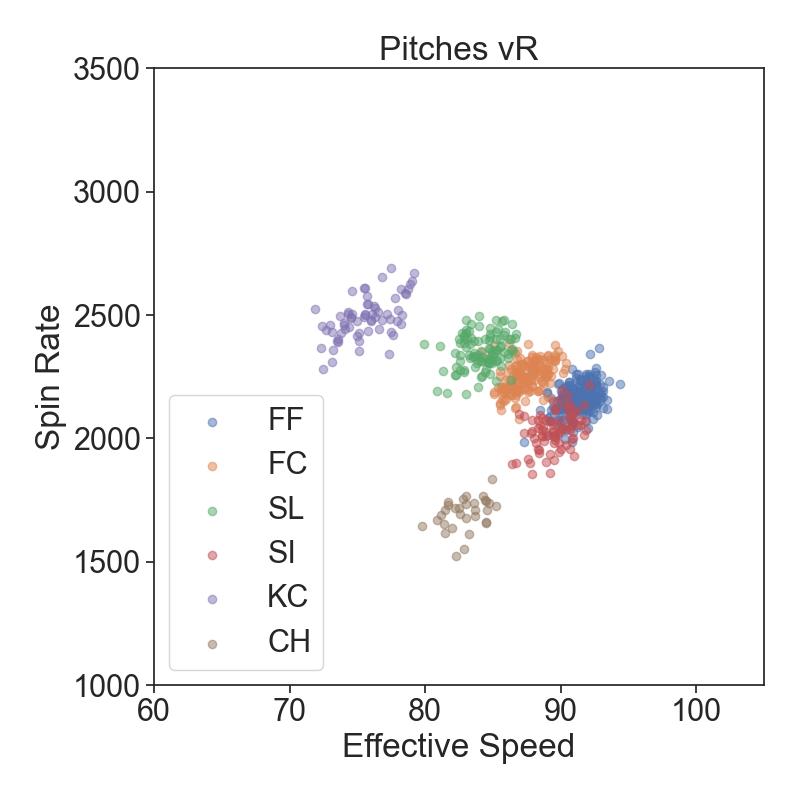 Pitches vR
3500
3000
2500
2000
1500
1000
Spin Rate
FF
FC
SL
SI
KC
CH
60 70 80 90 100
Effective Speed